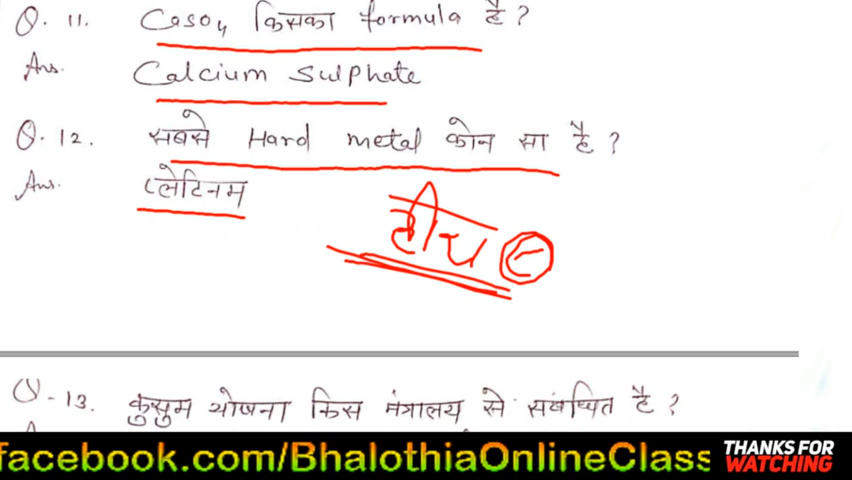 Q. 11. CaSO4 किसका formula है?
Ans. Calcium Sulphate
Q. 12. सबसे Hard metal कोन सा है?
Ans. प्लेटिनम
Q-13. कुसुम योजना किस मंत्रालय से संबंधित है?
facebook.com/BhalothiaOnlineClass
THANKS FOR
WATCHING